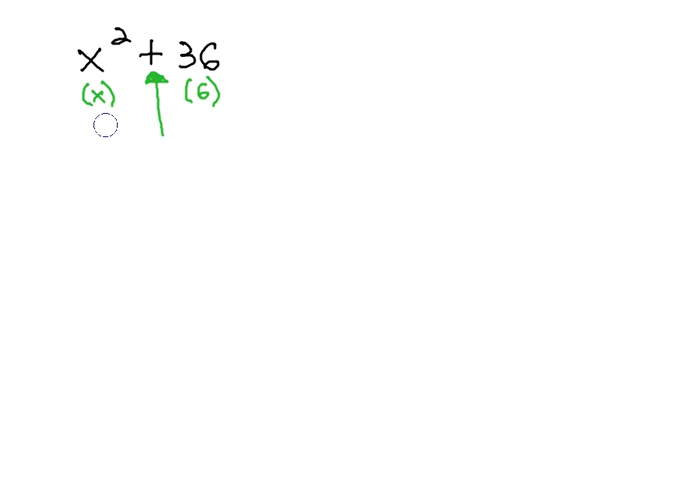 x² + 36
(x) (6)